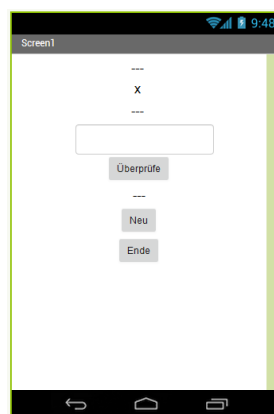 9:48
Screen1
---
x
---
Überprüfe
---
Neu
Ende